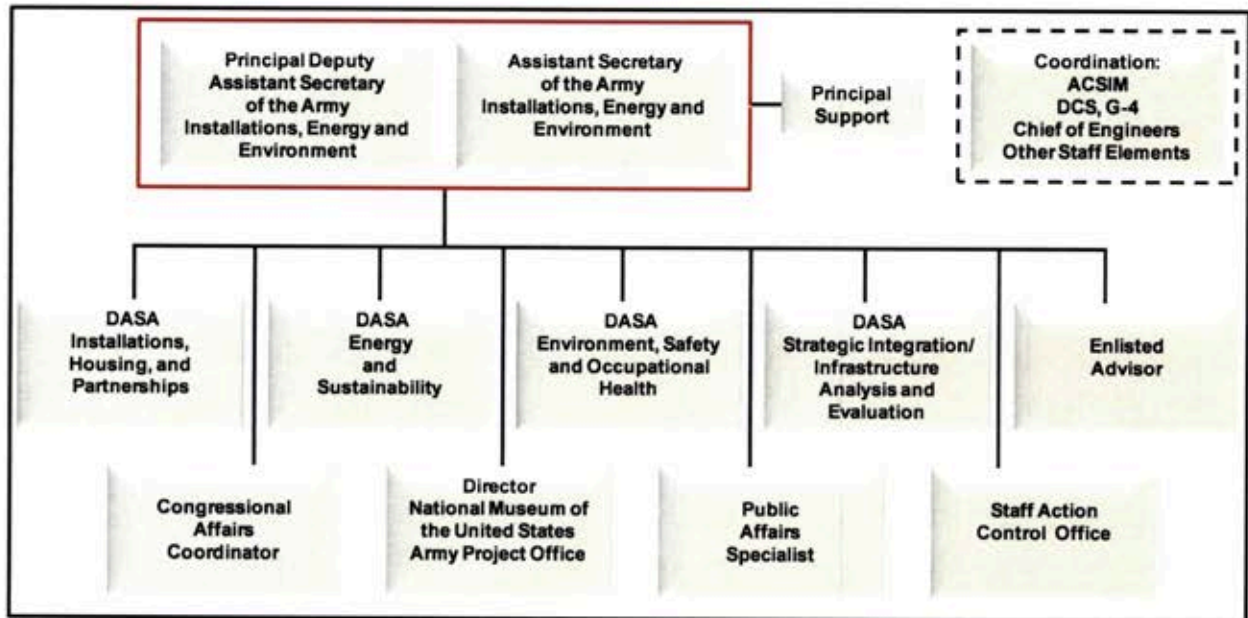 Principal Deputy
Assistant Secretary
of the Army
Installations, Energy and
Environment
Assistant Secretary
of the Army
Installations, Energy and
Environment
Principal
Support
Coordination:
ACSIM
DCS, G-4
Chief of Engineers
Other Staff Elements
DASA
Installations,
Housing, and
Partnerships
DASA
Energy
and
Sustainability
DASA
Environment, Safety
and Occupational
Health
DASA
Strategic Integration/
Infrastructure
Analysis and
Evaluation
Enlisted
Advisor
Congressional
Affairs
Coordinator
Director
National Museum of
the United States
Army Project Office
Public
Affairs
Specialist
Staff Action
Control Office